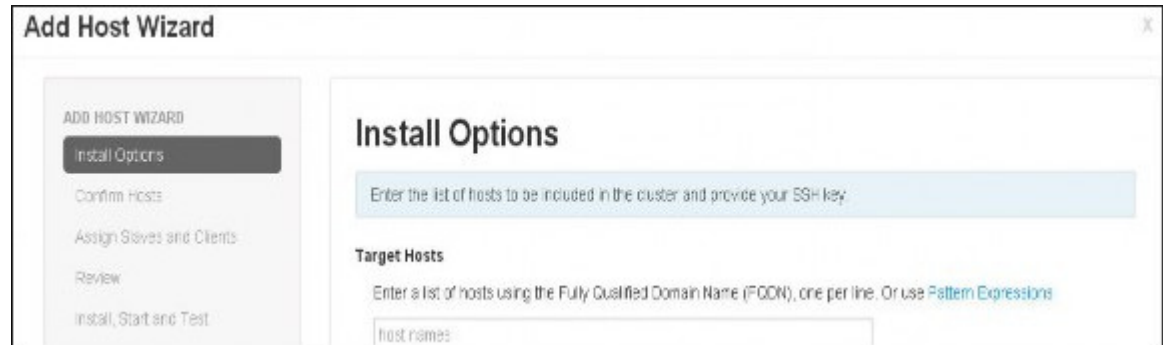 Add Host Wizard
X
ADD HOST WIZARD
Install Options
Confirm Hosts
Assign Slaves and Clients
Review
Install, Start and Test
Install Options
Enter the list of hosts to be included in the cluster and provide your SSH key.
Target Hosts
Enter a list of hosts using the Fully Qualified Domain Name (FQDN), one per line. Or use Pattern Expressions
host names